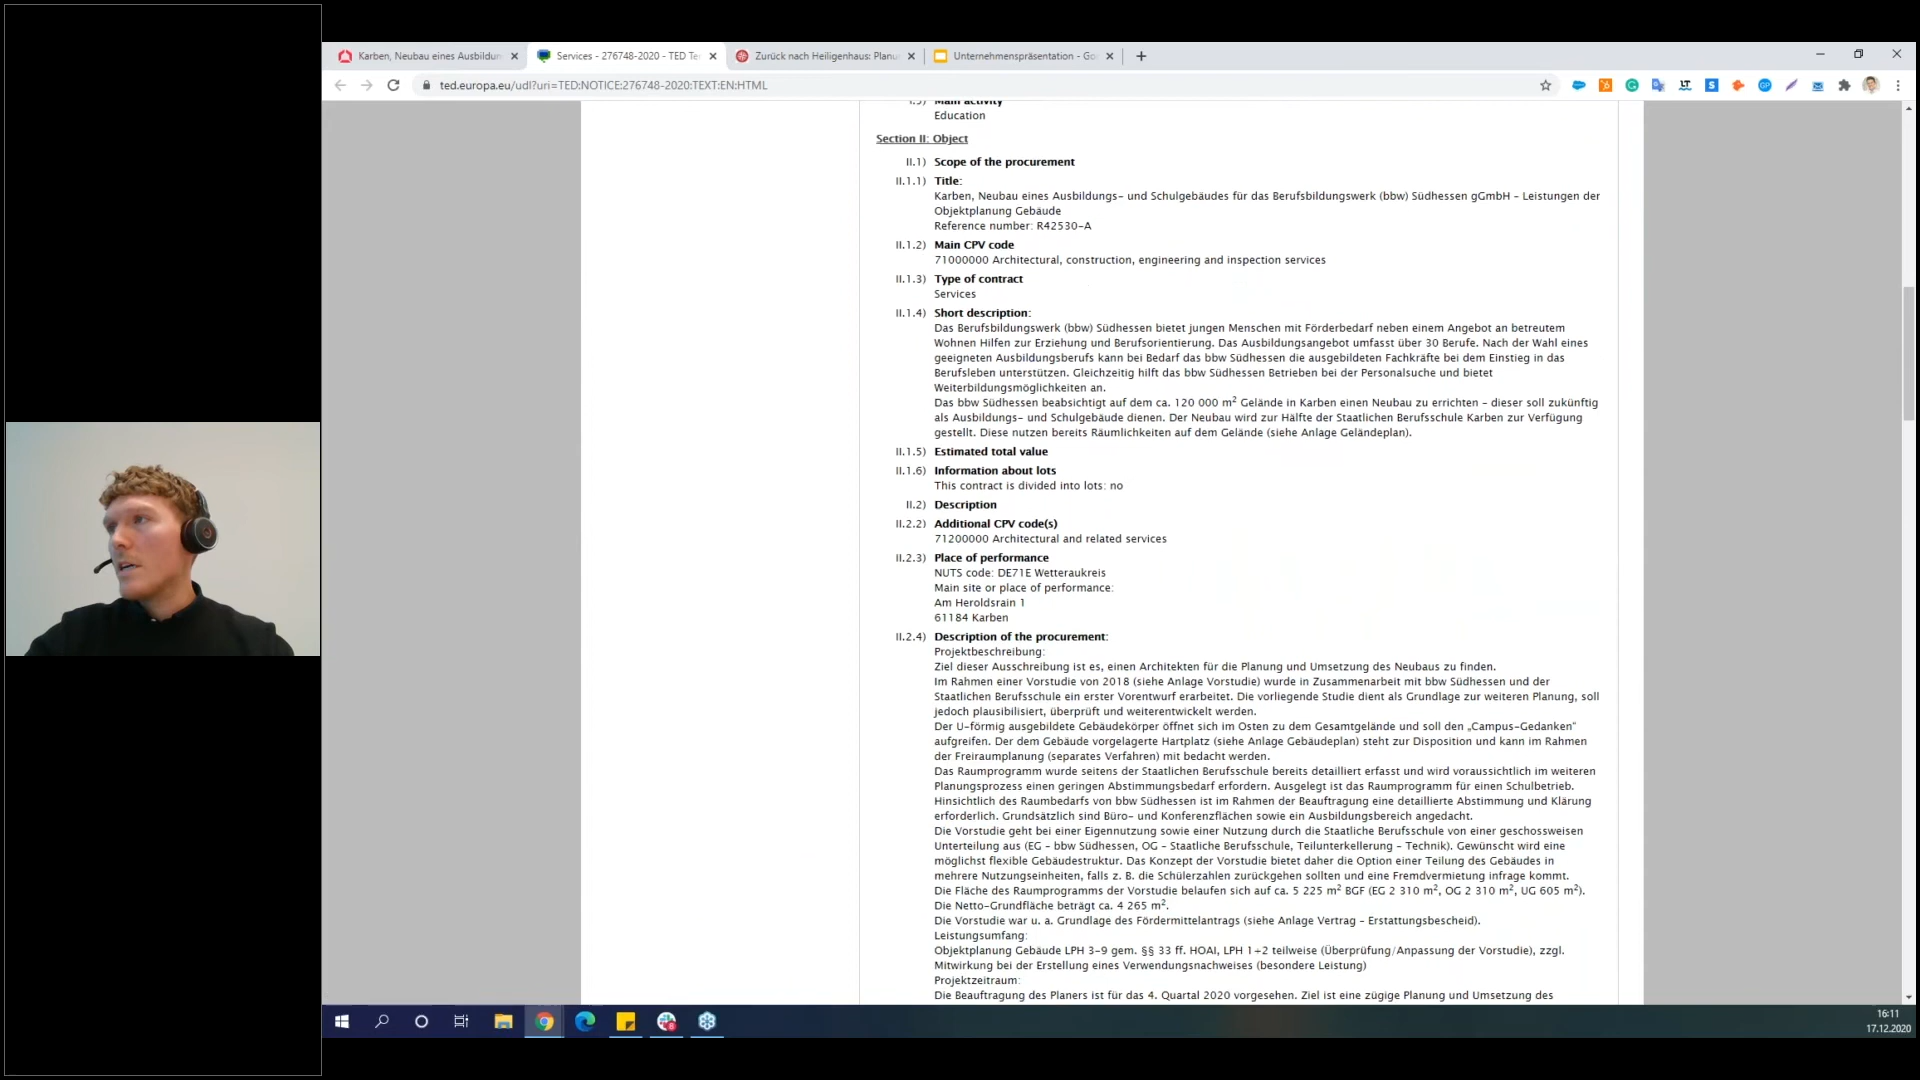 Karben, Neubau eines Ausbildun
Services - 276748-2020 - TED Te
Zurück nach Heiligenhaus: Planu
Unternehmenspräsentation - Go
ted.europa.eu/udl?uri=TED:NOTICE:276748-2020:TEXT:EN:HTML
I.5) Main activity
Education
Section II: Object
II.1) Scope of the procurement
II.1.1) Title:
Karben, Neubau eines Ausbildungs- und Schulgebäudes für das Berufsbildungswerk (bbw) Südhessen gGmbH – Leistungen der
Objektplanung Gebäude
Reference number: R42530-A
II.1.2) Main CPV code
71000000 Architectural, construction, engineering and inspection services
II.1.3) Type of contract
Services
II.1.4) Short description:
Das Berufsbildungswerk (bbw) Südhessen bietet jungen Menschen mit Förderbedarf neben einem Angebot an betreutem
Wohnen Hilfen zur Erziehung und Berufsorientierung. Das Ausbildungsangebot umfasst über 30 Berufe. Nach der Wahl eines
geeigneten Ausbildungsberufs kann bei Bedarf das bbw Südhessen die ausgebildeten Fachkräfte bei dem Einstieg in das
Berufsleben unterstützen. Gleichzeitig hilft das bbw Südhessen Betrieben bei der Personalsuche und bietet
Weiterbildungsmöglichkeiten an.
Das bbw Südhessen beabsichtigt auf dem ca. 120 000 m² Gelände in Karben einen Neubau zu errichten – dieser soll zukünftig
als Ausbildungs- und Schulgebäude dienen. Der Neubau wird zur Hälfte der Staatlichen Berufsschule Karben zur Verfügung
gestellt. Diese nutzen bereits Räumlichkeiten auf dem Gelände (siehe Anlage Geländeplan).
II.1.5) Estimated total value
II.1.6) Information about lots
This contract is divided into lots: no
II.2) Description
II.2.2) Additional CPV code(s)
71200000 Architectural and related services
II.2.3) Place of performance
NUTS code: DE71E Wetteraukreis
Main site or place of performance:
Am Heroldsrain 1
61184 Karben
II.2.4) Description of the procurement:
Projektbeschreibung:
Ziel dieser Ausschreibung ist es, einen Architekten für die Planung und Umsetzung des Neubaus zu finden.
Im Rahmen einer Vorstudie von 2018 (siehe Anlage Vorstudie) wurde in Zusammenarbeit mit bbw Südhessen und der
Staatlichen Berufsschule ein erster Vorentwurf erarbeitet. Die vorliegende Studie dient als Grundlage zur weiteren Planung, soll
jedoch plausibilisiert, überprüft und weiterentwickelt werden.
Der U-förmig ausgebildete Gebäudekörper öffnet sich im Osten zu dem Gesamtgelände und soll den „Campus-Gedanken“
aufgreifen. Der dem Gebäude vorgelagerte Hartplatz (siehe Anlage Gebäudeplan) steht zur Disposition und kann im Rahmen
der Freiraumplanung (separates Verfahren) mit bedacht werden.
Das Raumprogramm wurde seitens der Staatlichen Berufsschule bereits detailliert erfasst und wird voraussichtlich im weiteren
Planungsprozess einen geringen Abstimmungsbedarf erfordern. Ausgelegt ist das Raumprogramm für einen Schulbetrieb.
Hinsichtlich des Raumbedarfs von bbw Südhessen ist im Rahmen der Beauftragung eine detaillierte Abstimmung und Klärung
erforderlich. Grundsätzlich sind Büro- und Konferenzflächen sowie ein Ausbildungsbereich angedacht.
Die Vorstudie geht bei einer Eigennutzung sowie einer Nutzung durch die Staatliche Berufsschule von einer geschossweisen
Unterteilung aus (EG – bbw Südhessen, OG – Staatliche Berufsschule, Teilunterkellerung – Technik). Gewünscht wird eine
möglichst flexible Gebäudestruktur. Das Konzept der Vorstudie bietet daher die Option einer Teilung des Gebäudes in
mehrere Nutzungseinheiten, falls z. B. die Schülerzahlen zurückgehen sollten und eine Fremdvermietung infrage kommt.
Die Fläche des Raumprogramms der Vorstudie belaufen sich auf ca. 5 225 m² BGF (EG 2 310 m², OG 2 310 m², UG 605 m²).
Die Netto-Grundfläche beträgt ca. 4 265 m².
Die Vorstudie war u. a. Grundlage des Fördermittelantrags (siehe Anlage Vertrag – Erstattungsbescheid).
Leistungsumfang:
Objektplanung Gebäude LPH 3–9 gem. §§ 33 ff. HOAI, LPH 1+2 teilweise (Überprüfung/Anpassung der Vorstudie), zzgl.
Mitwirkung bei der Erstellung eines Verwendungsnachweises (besondere Leistung)
Projektzeitraum:
Die Beauftragung des Planers ist für das 4. Quartal 2020 vorgesehen. Ziel ist eine zügige Planung und Umsetzung des
16:11
17.12.2020